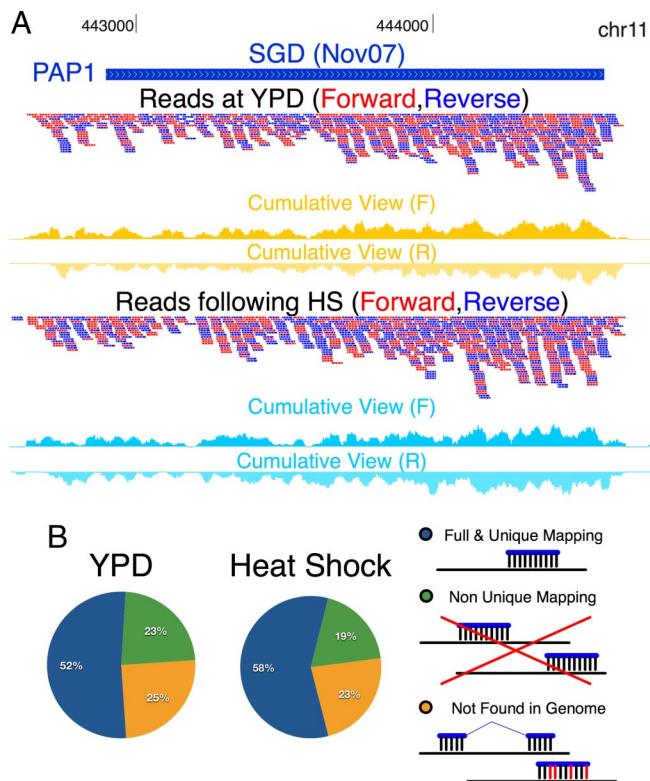 A
443000
444000
chr11
SGD (Nov07)
PAP1
Reads at YPD (Forward,Reverse)
Cumulative View (F)
Cumulative View (R)
Reads following HS (Forward,Reverse)
Cumulative View (F)
Cumulative View (R)
B
YPD
Heat Shock
52%
23%
25%
58%
19%
23%
Full & Unique Mapping
Non Unique Mapping
Not Found in Genome